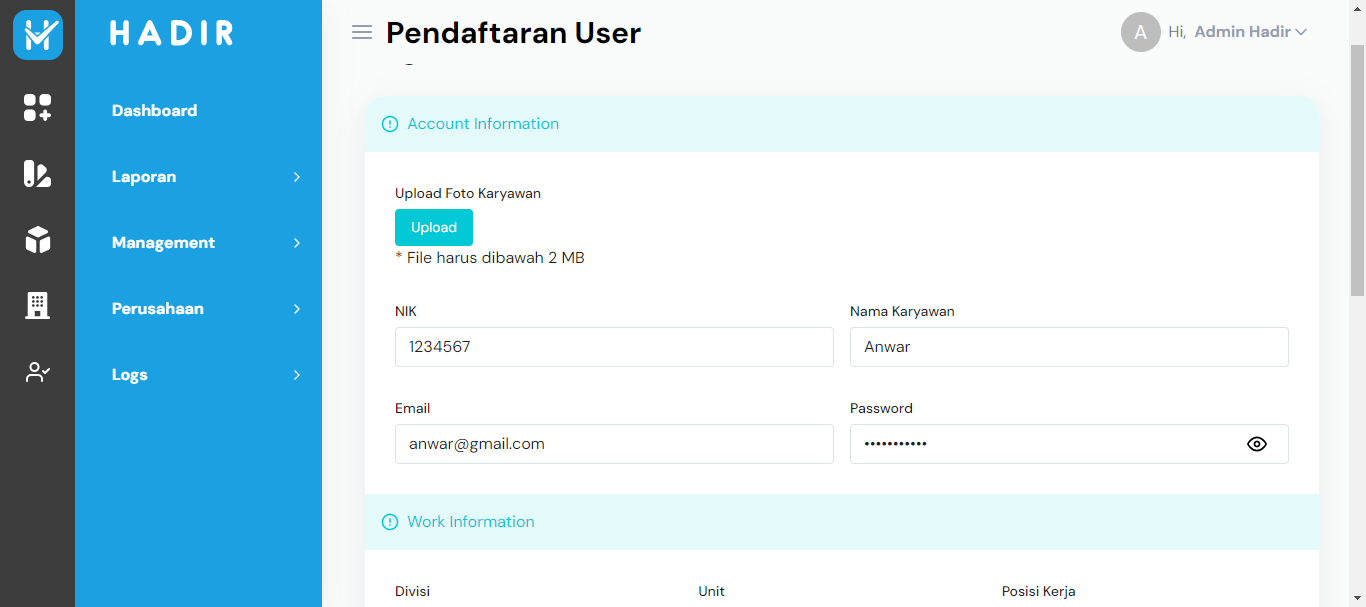 HADIR
Pendaftaran User
A Hi, Admin Hadir
Dashboard
Laporan
Management
Perusahaan
Logs
Account Information
Upload Foto Karyawan
Upload
* File harus dibawah 2 MB
NIK Nama Karyawan
1234567 Anwar
Email Password
anwar@gmail.com •••••••••••
Work Information
Divisi Unit Posisi Kerja